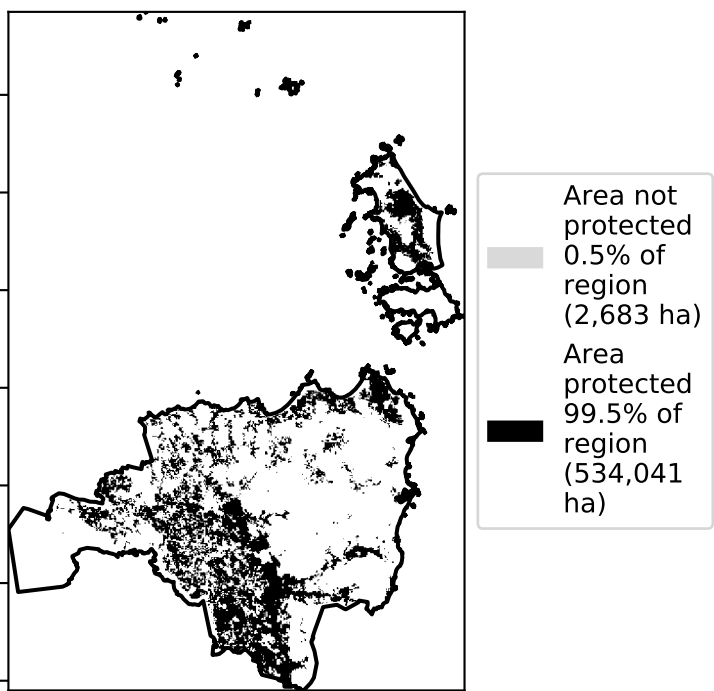 Area not
protected
0.5% of
region
(2,683 ha)
Area
protected
99.5% of
region
(534,041
ha)